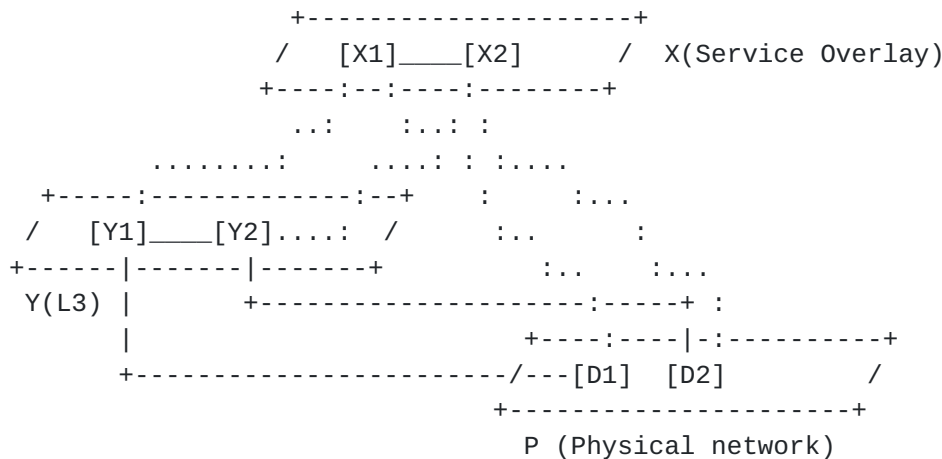 +---------------------+
                 /   [X1]____[X2]      /  X(Service Overlay)
                +----:--:----:--------+
                  ..:    :..: :
         ........:     ....: : :....
  +-----:-------------:--+    :     :...
 /   [Y1]____[Y2]....:  /      :..      :
+------|-------|-------+          :..    :...
 Y(L3) |       +---------------------:-----+ :
       |                         +----:----|-:----------+
       +------------------------/---[D1]  [D2]         /
                               +----------------------+
                                 P (Physical network)